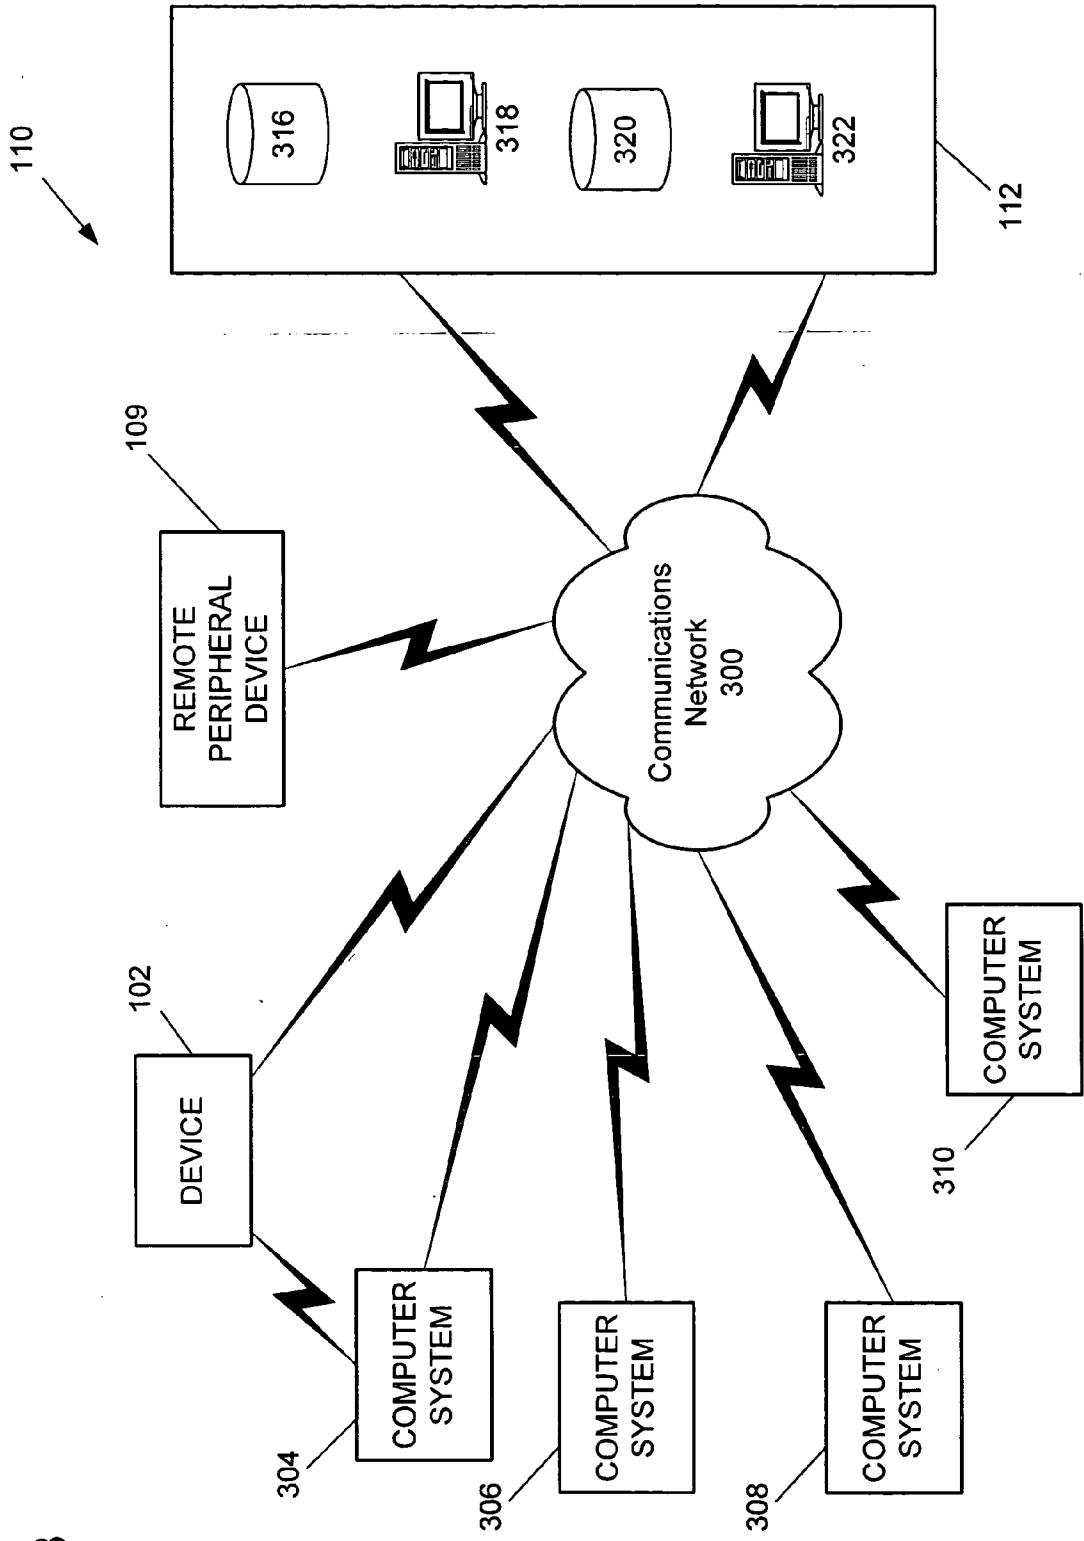 110
102
DEVICE
109
REMOTE
PERIPHERAL
DEVICE
316
318
320
322
112
304
COMPUTER
SYSTEM
306
COMPUTER
SYSTEM
308
COMPUTER
SYSTEM
310
COMPUTER
SYSTEM
Communications
Network
300